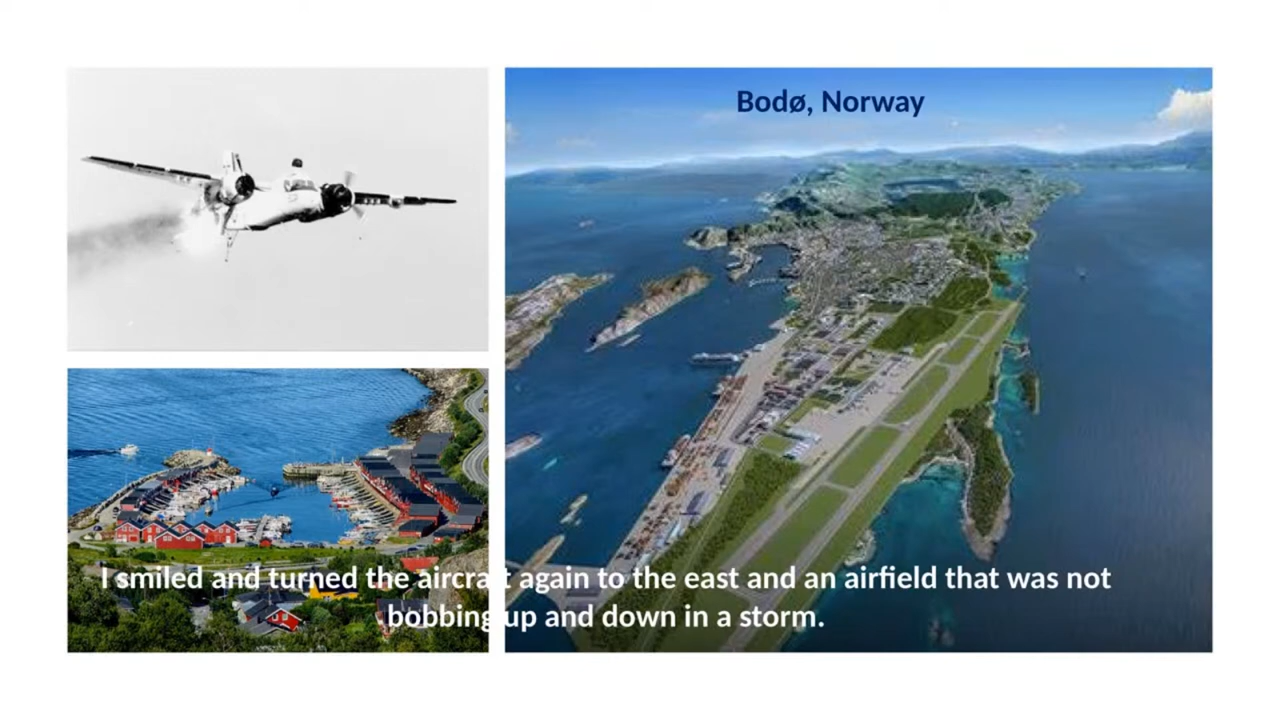 Bodø, Norway
I smiled and turned the aircraft again to the east and an airfield that was not
bobbing up and down in a storm.